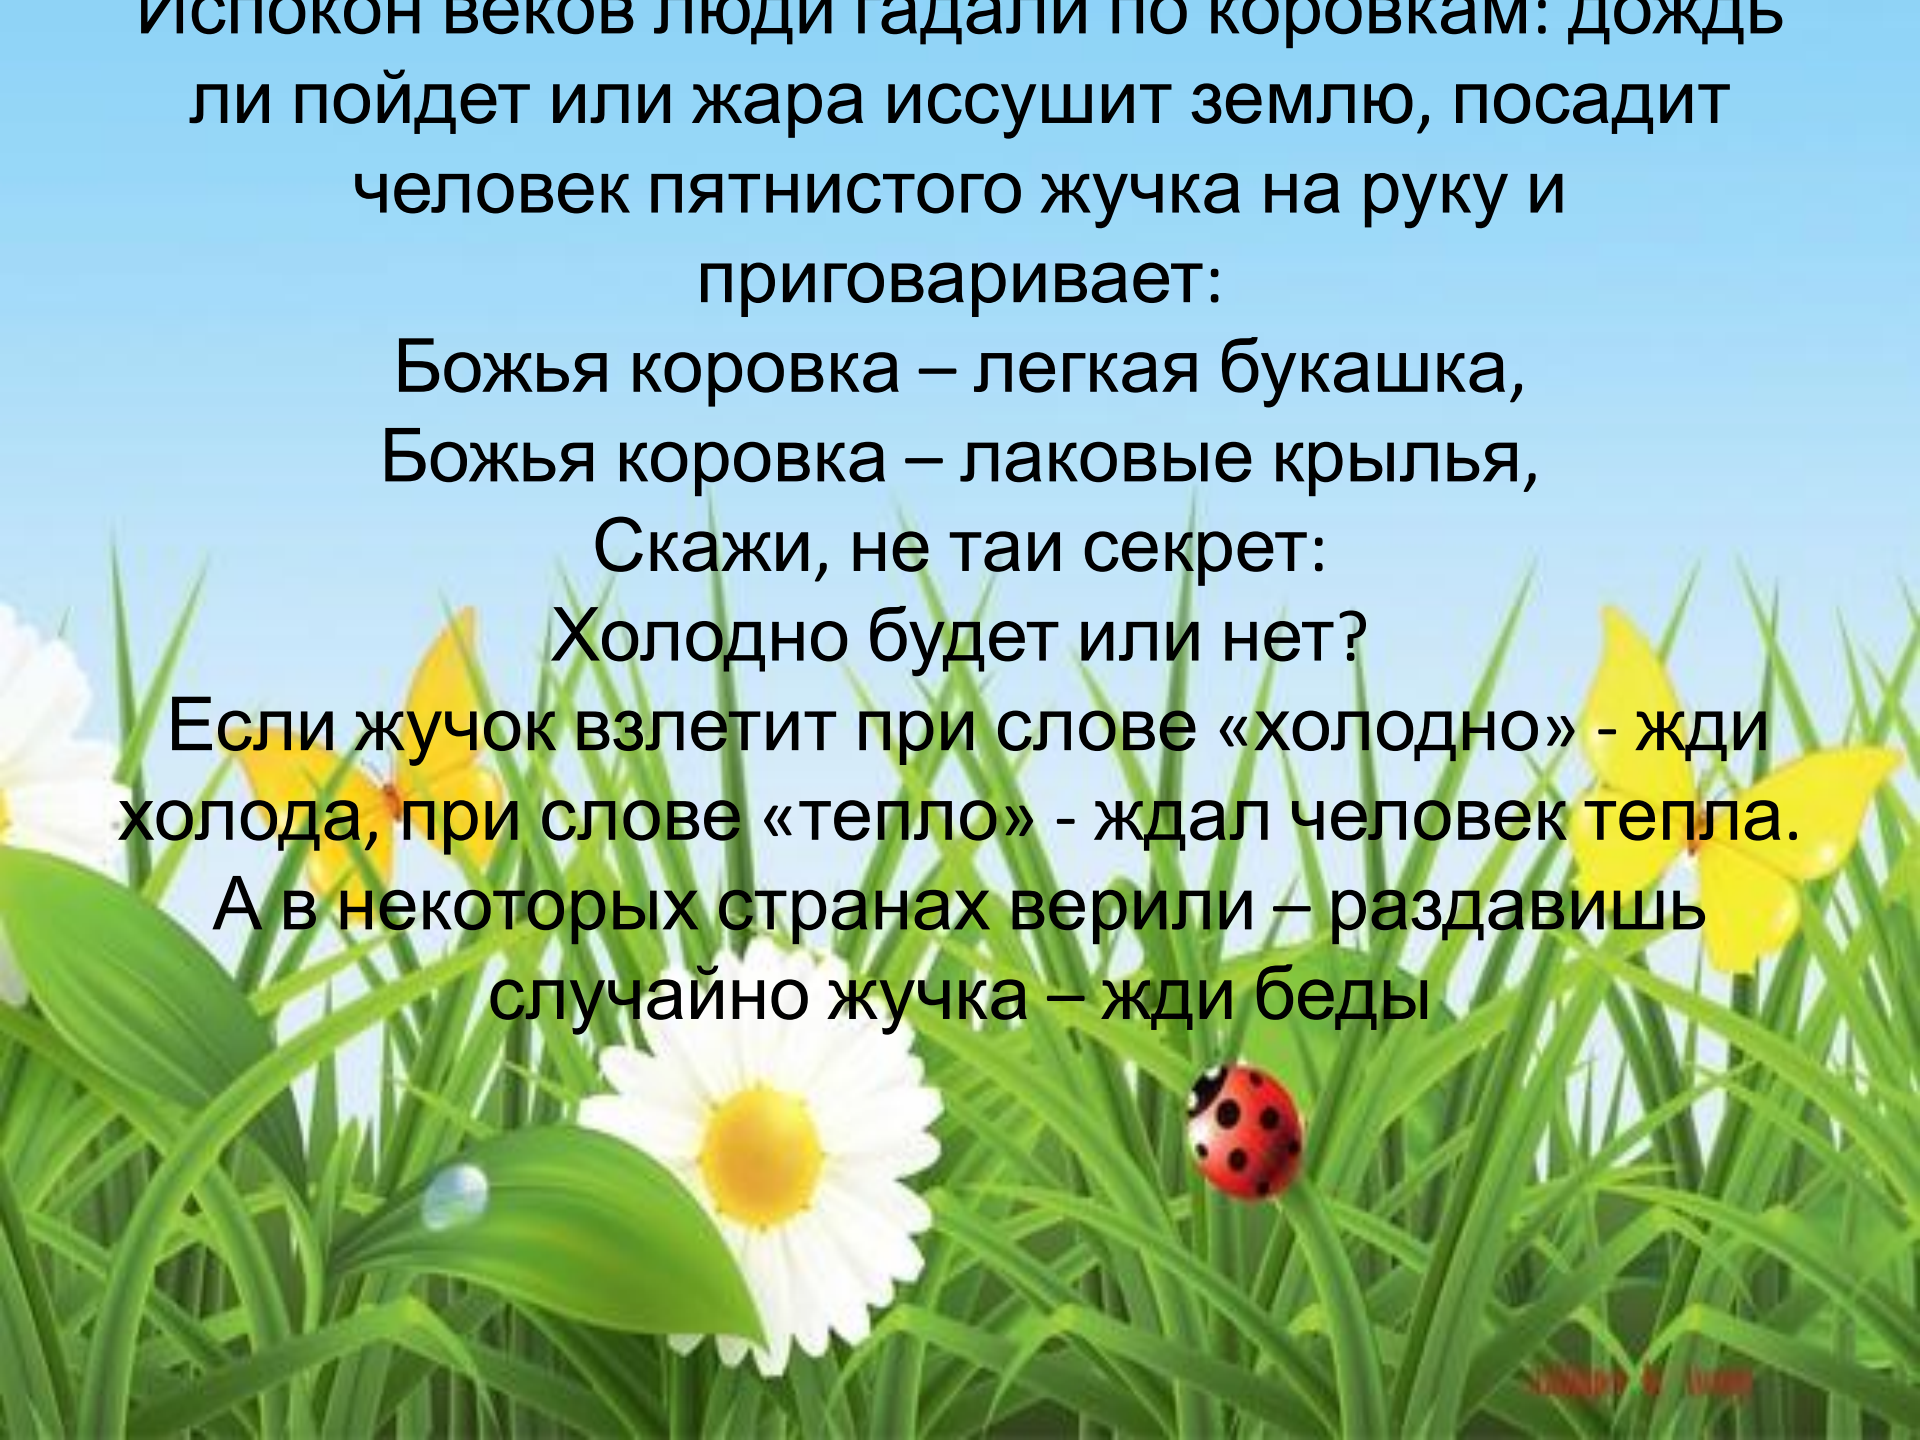 Испокон веков люди гадали по коровкам: дождь
ли пойдет или жара иссушит землю, посадит
человек пятнистого жучка на руку и
приговаривает:
Божья коровка – легкая букашка,
Божья коровка – лаковые крылья,
Скажи, не таи секрет:
Холодно будет или нет?
Если жучок взлетит при слове «холодно» - жди
холода, при слове «тепло» - ждал человек тепла.
А в некоторых странах верили – раздавишь
случайно жучка – жди беды